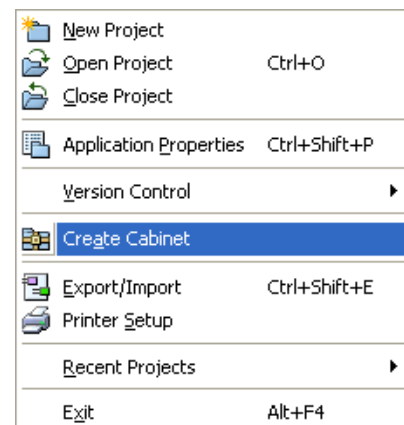 New Project
Open Project Ctrl+O
Close Project
Application Properties Ctrl+Shift+P
Version Control
Create Cabinet
Export/Import Ctrl+Shift+E
Printer Setup
Recent Projects
Exit Alt+F4